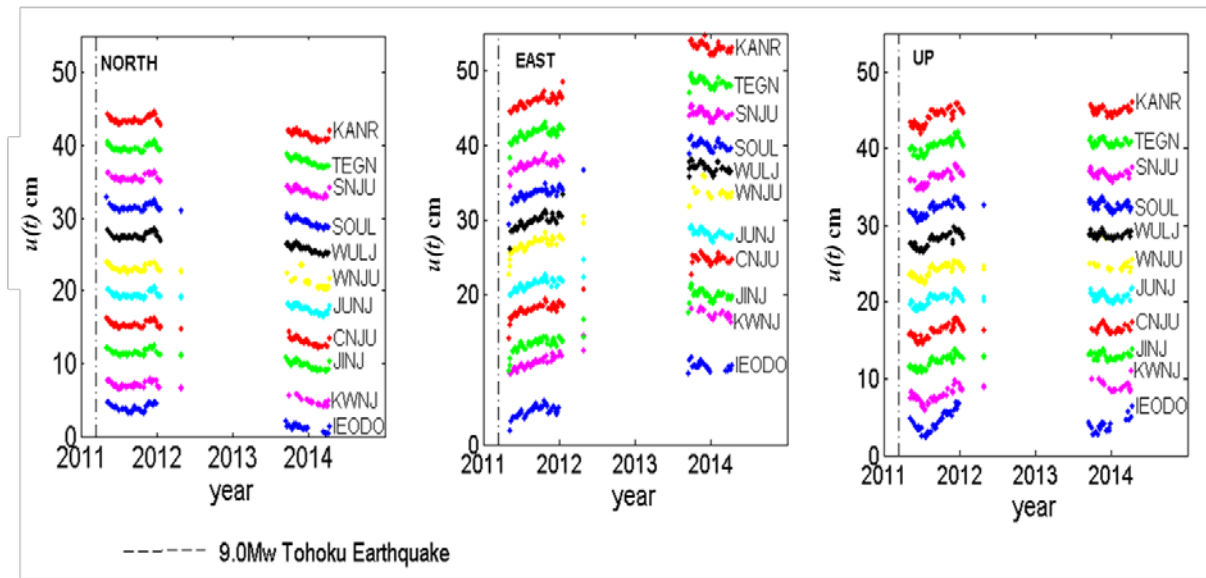 NORTH
u(t) cm
50
40
30
20
10
0
KANR
TEGN
SNJU
SOUL
WULJ
WNJU
JUNJ
CNJU
JINJ
KWNJ
IEODO
2011 2012 2013 2014
year
EAST
u(t) cm
50
40
30
20
10
0
KANR
TEGN
SNJU
SOUL
WULJ
WNJU
JUNJ
CNJU
JINJ
KWNJ
IEODO
2011 2012 2013 2014
year
UP
u(t) cm
50
40
30
20
10
0
KANR
TEGN
SNJU
SOUL
WULJ
WNJU
JUNJ
CNJU
JINJ
KWNJ
IEODO
2011 2012 2013 2014
year
9.0Mw Tohoku Earthquake